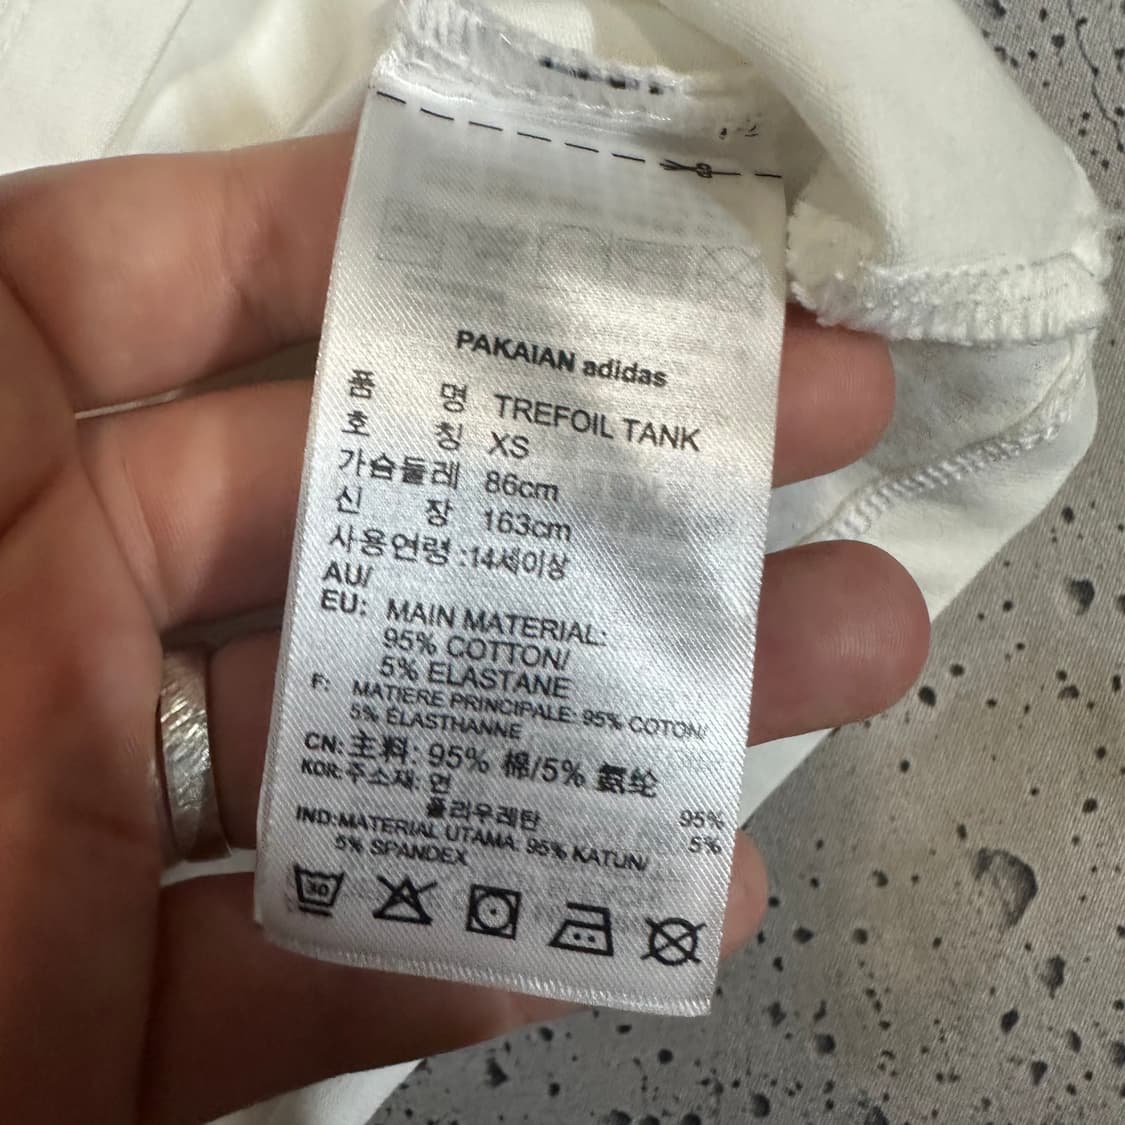 PAKAIAN adidas
품 명 TREFOIL TANK
호 칭 XS
가슴둘레 86cm
신 장 163cm
사용연령 :14세이상
AU/
EU: MAIN MATERIAL:
95% COTTON/
5% ELASTANE
F: MATIERE PRINCIPALE: 95% COTON/
5% ÉLASTHANNE
CN: 主料: 95% 棉/5% 氨纶
KOR: 주소재: 면 95%
폴리우레탄 5%
IND: MATERIAL UTAMA: 95% KATUN/
5% SPANDEX
30